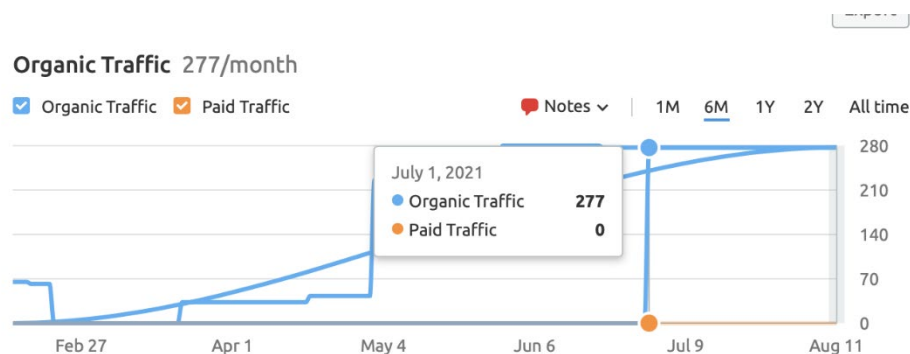 Organic Traffic 277/month
Organic Traffic Paid Traffic Notes 1M 6M 1Y 2Y All time
280
July 1, 2021
Organic Traffic 277
Paid Traffic 0
210
140
70
0
Feb 27 Apr 1 May 4 Jun 6 Jul 9 Aug 11